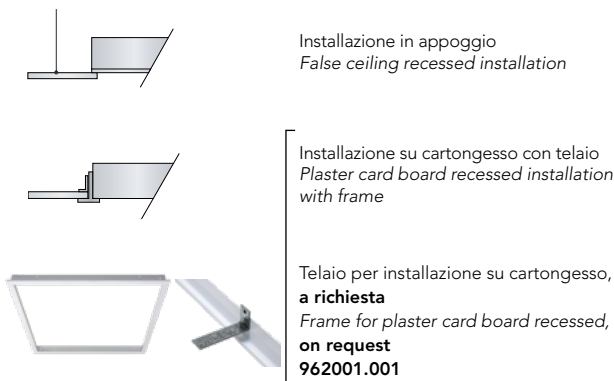 Installazione in appoggio
False ceiling recessed installation
Installazione su cartongesso con telaio
Plaster card board recessed installation
with frame
Telaio per installazione su cartongesso,
a richiesta
Frame for plaster card board recessed,
on request
962001.001